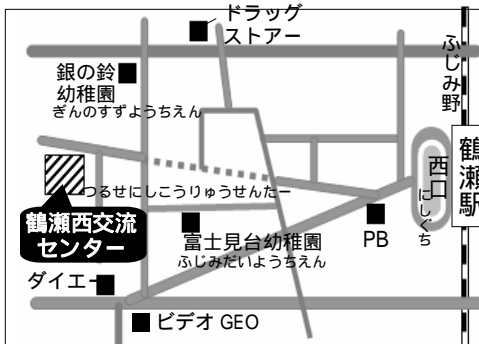 ドラッグ
ストアー
銀の鈴
幼稚園
ぎんのすずようちえん
ふじみ野
鶴瀬駅
西口
にしぐち
つるせにしこうりゅうせんたー
鶴瀬西交流
センター
富士見台幼稚園
ふじみだいようちえん
PB
ダイエー
ビデオ GEO